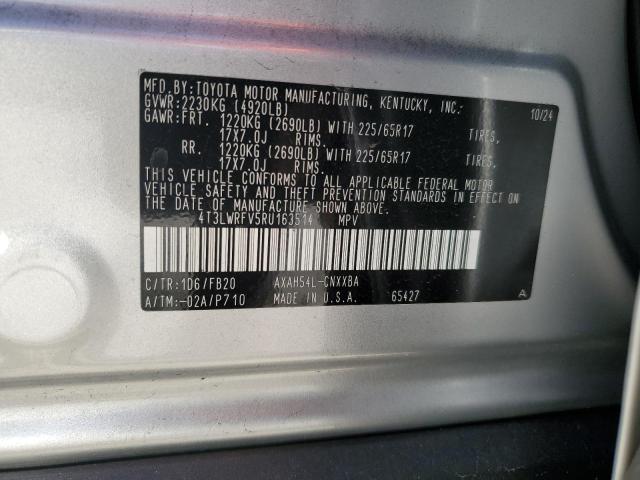 MFD.BY:TOYOTA MOTOR MANUFACTURING, KENTUCKY, INC. 10/24
GVWR:2230KG (4920LB)
GAWR:FRT. 1220KG (2690LB) WITH 225/65R17 TIRES,
17X7.0J RIMS.
RR. 1220KG (2690LB) WITH 225/65R17 TIRES,
17X7.0J RIMS.
THIS VEHICLE CONFORMS TO ALL APPLICABLE FEDERAL MOTOR
VEHICLE SAFETY AND THEFT PREVENTION STANDARDS IN EFFECT ON
THE DATE OF MANUFACTURE SHOWN ABOVE.
4T3LWRFV5RU163514 MPV
C/TR:1D6/FB20 AXAH54L-CNXXBA
A/TM:-02A/P710 MADE IN U.S.A. 65427 A